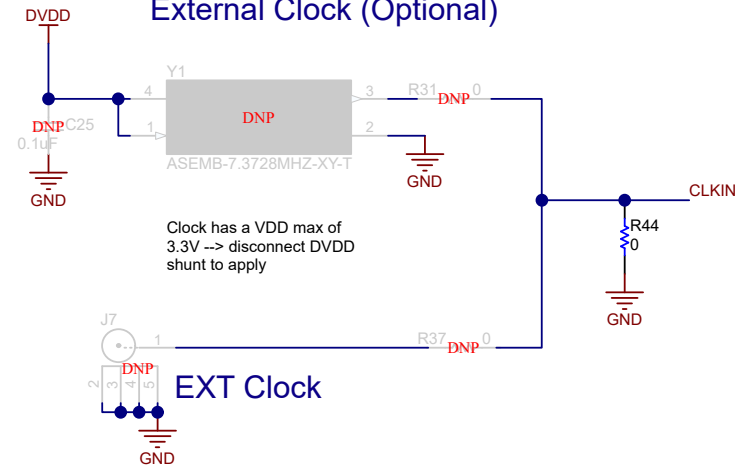 External Clock (Optional)
DVDD
Y1
4
3
R31
DNP
0
DNP
DNP
C25
1
2
0.1uF
ASEMB-7.3728MHZ-XY-T
GND
GND
CLKIN
Clock has a VDD max of
3.3V --> disconnect DVDD
shunt to apply
R44
0
GND
J7
1
R37
DNP
0
DNP
2
3
4
5
EXT Clock
GND